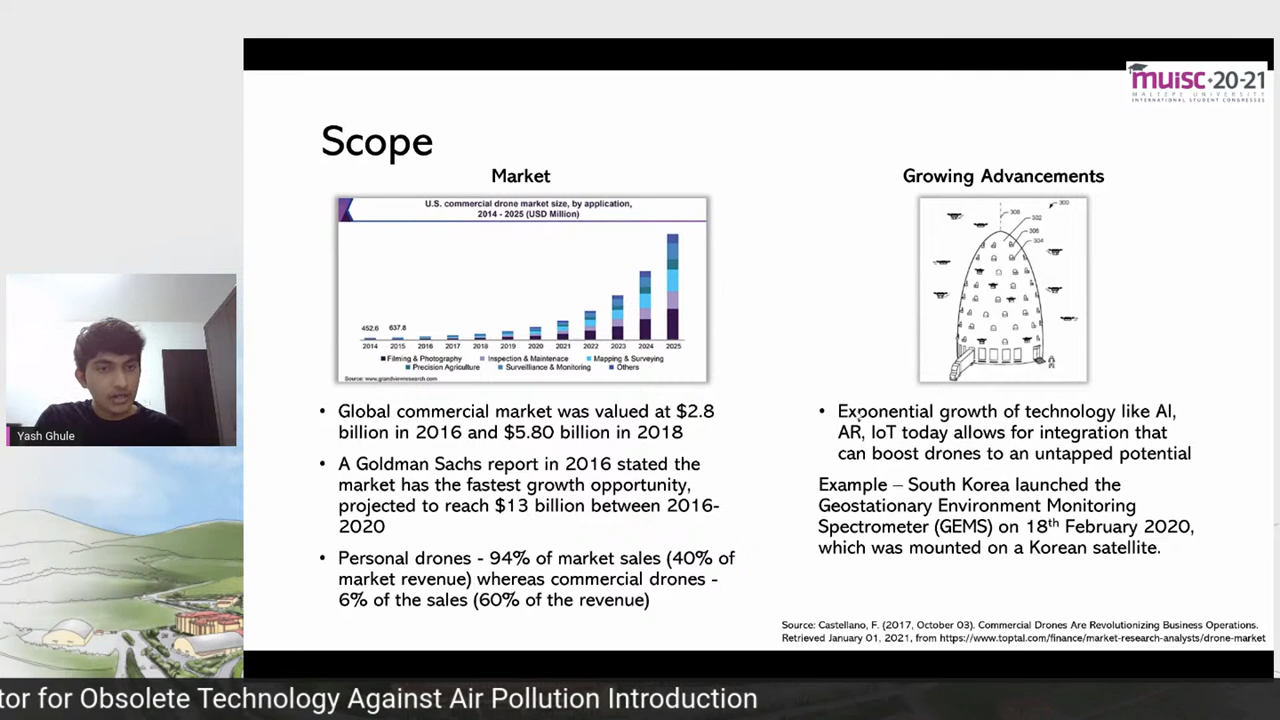 muisc•20-21
MALTEPE UNIVERSITY
INTERNATIONAL STUDENT CONGRESSES
Scope
Market
U.S. commercial drone market size, by application,
2014 - 2025 (USD Million)
452.6 637.8
2014 2015 2016 2017 2018 2019 2020 2021 2022 2023 2024 2025
Filming & Photography Inspection & Maintenace Mapping & Surveying
Precision Agriculture Surveillance & Monitoring Others
Source: www.grandviewresearch.com
• Global commercial market was valued at $2.8
billion in 2016 and $5.80 billion in 2018
• A Goldman Sachs report in 2016 stated the
market has the fastest growth opportunity,
projected to reach $13 billion between 2016-
2020
• Personal drones - 94% of market sales (40% of
market revenue) whereas commercial drones -
6% of the sales (60% of the revenue)
Growing Advancements
300
308
302
306
304
• Exponential growth of technology like AI,
AR, IoT today allows for integration that
can boost drones to an untapped potential
Example – South Korea launched the
Geostationary Environment Monitoring
Spectrometer (GEMS) on 18th February 2020,
which was mounted on a Korean satellite.
Source: Castellano, F. (2017, October 03). Commercial Drones Are Revolutionizing Business Operations.
Retrieved January 01, 2021, from https://www.toptal.com/finance/market-research-analysts/drone-market
Yash Ghule
tor for Obsolete Technology Against Air Pollution Introduction